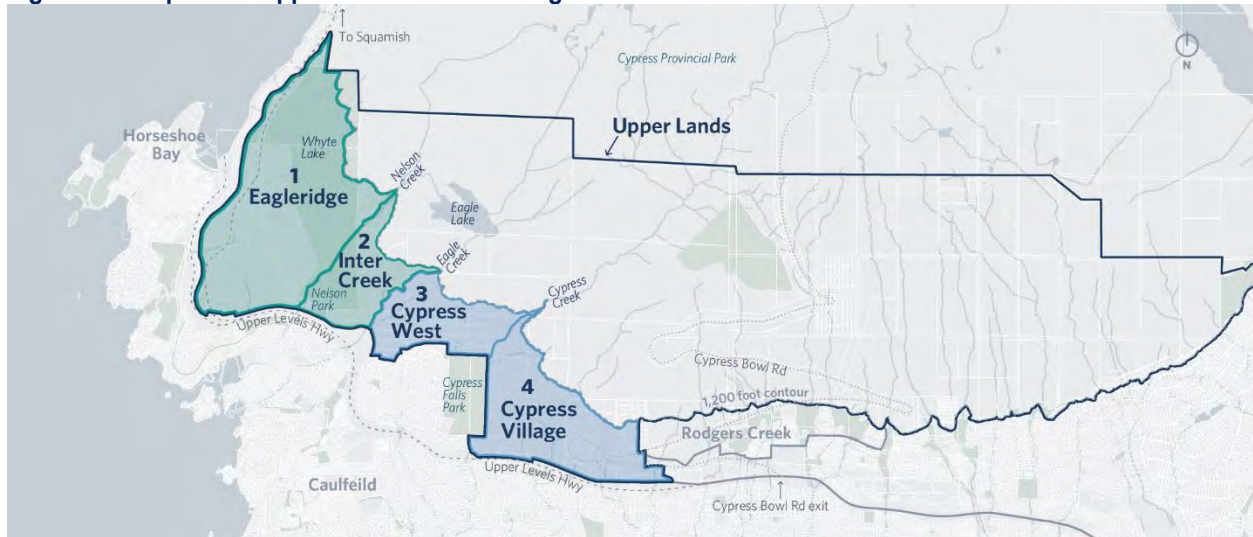 To Squamish
Cypress Provincial Park
N
Horseshoe
Bay
Whyte
Lake
Upper Lands
1
Eagleridge
Nelson
Creek
Eagle
Lake
2
Inter
Creek
Eagle
Creek
Nelson
Park
3
Cypress
West
Cypress
Creek
Upper Levels Hwy
Cypress Bowl Rd
Cypress
Falls
Park
4
Cypress
Village
1,200 foot contour
Rodgers Creek
Upper Levels Hwy
Caulfeild
Cypress Bowl Rd exit